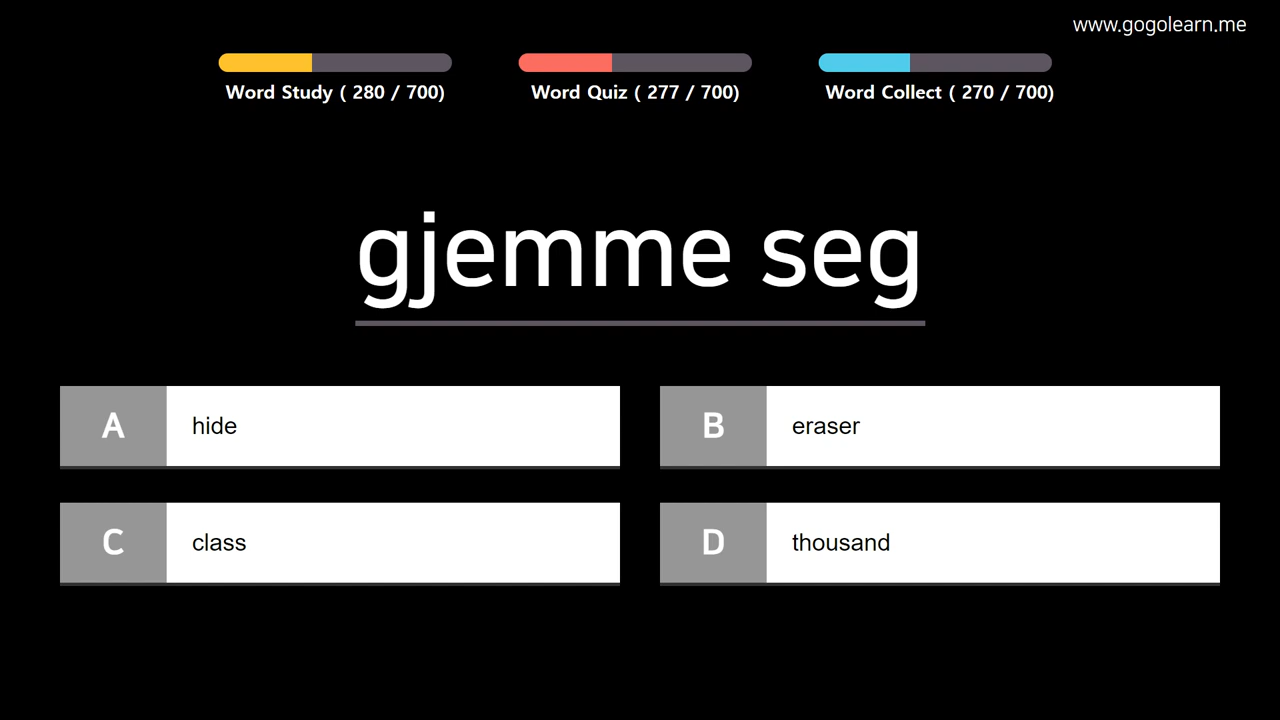 www.gogolearn.me
Word Study ( 280 / 700)
Word Quiz ( 277 / 700)
Word Collect ( 270 / 700)
gjemme seg
A hide
B eraser
C class
D thousand